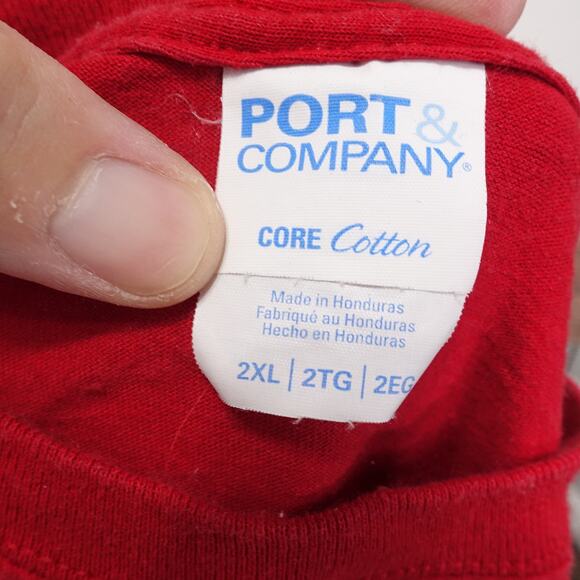 PORT &
COMPANY®
CORE Cotton
Made in Honduras
Fabriqué au Honduras
Hecho en Honduras
2XL | 2TG | 2EG